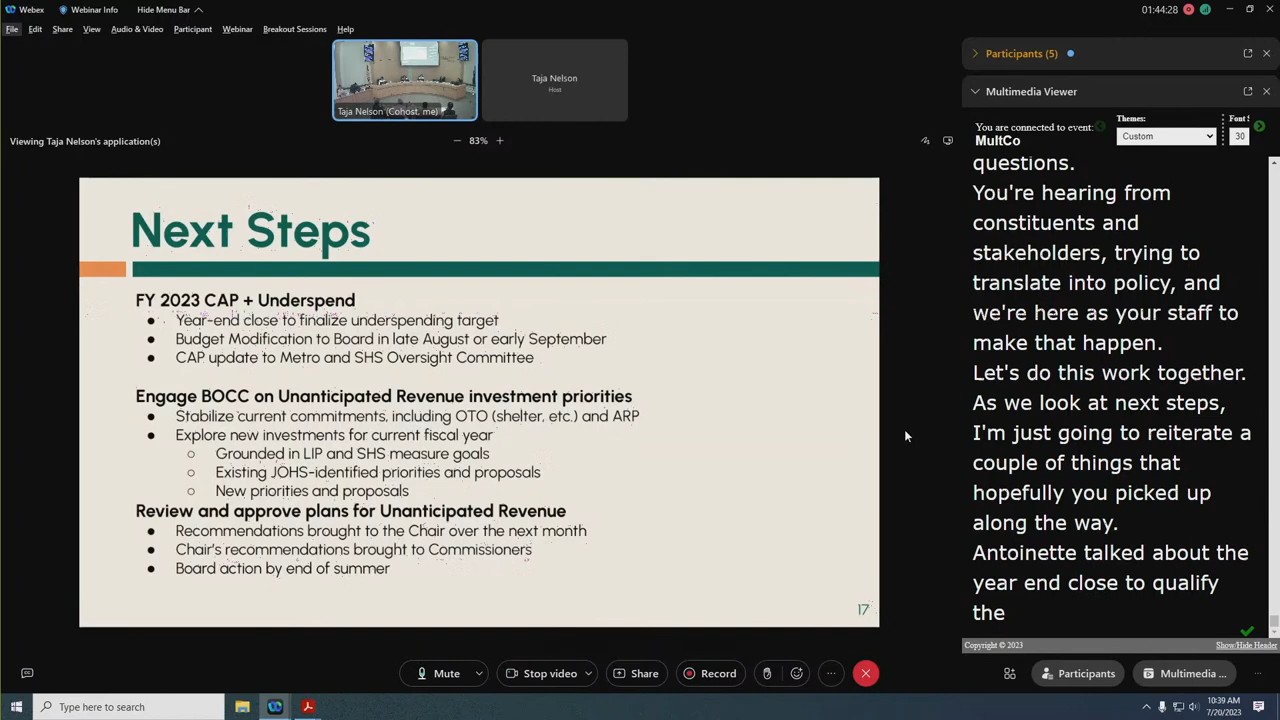 Webex
Webinar Info
Hide Menu Bar
01:44:28
File
Edit
Share
View
Audio & Video
Participant
Webinar
Breakout Sessions
Help
Taja Nelson (Cohost, me)
Taja Nelson
Host
Viewing Taja Nelson's application(s)
− 83% +
Next Steps
FY 2023 CAP + Underspend
● Year-end close to finalize underspending target
● Budget Modification to Board in late August or early September
● CAP update to Metro and SHS Oversight Committee
Engage BOCC on Unanticipated Revenue investment priorities
● Stabilize current commitments, including OTO (shelter, etc.) and ARP
● Explore new investments for current fiscal year
○ Grounded in LIP and SHS measure goals
○ Existing JOHS-identified priorities and proposals
○ New priorities and proposals
Review and approve plans for Unanticipated Revenue
● Recommendations brought to the Chair over the next month
● Chair's recommendations brought to Commissioners
● Board action by end of summer
17
Participants (5)
Multimedia Viewer
You are connected to event:
MultCo
Themes:
Custom
Font
30
questions.
You're hearing from
constituents and
stakeholders, trying to
translate into policy, and
we're here as your staff to
make that happen.
Let's do this work together.
As we look at next steps,
I'm just going to reiterate a
couple of things that
hopefully you picked up
along the way.
Antoinette talked about the
year end close to qualify
the
Copyright © 2023
Show/Hide Header
Mute
Stop video
Share
Record
Participants
Multimedia ...
Type here to search
10:39 AM
7/20/2023